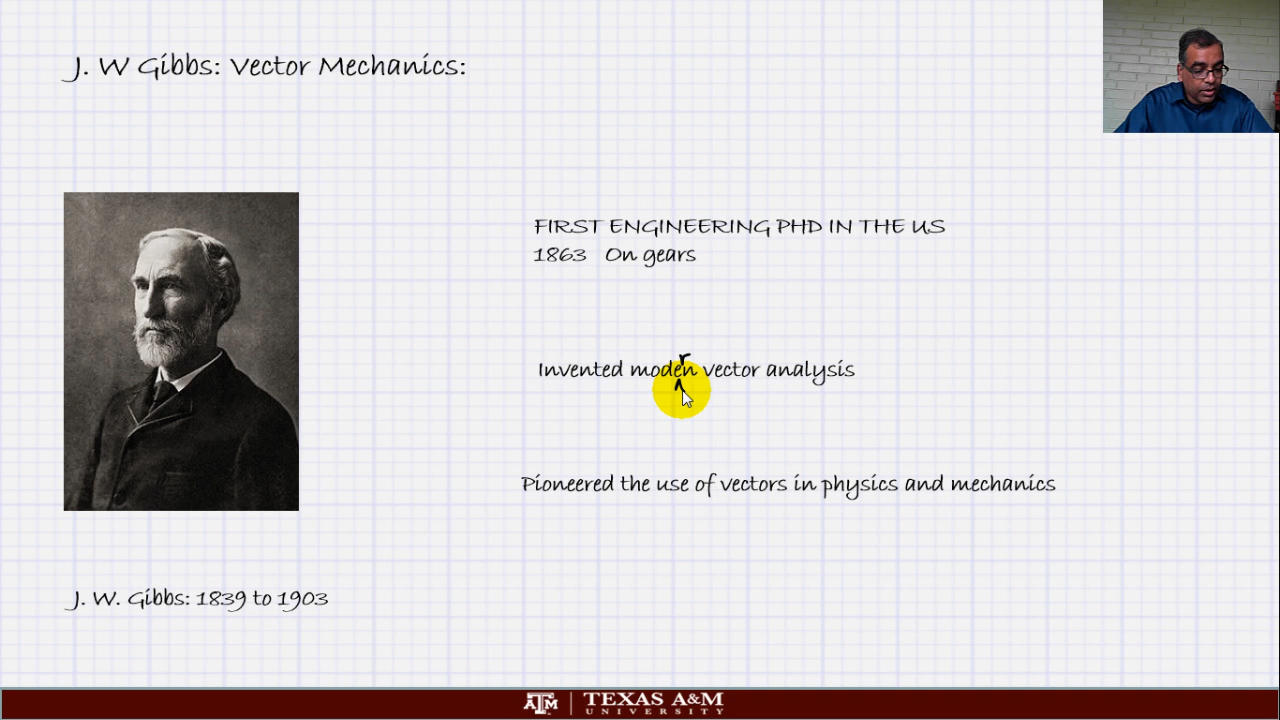 J. W Gibbs: Vector Mechanics:
FIRST ENGINEERING PHD IN THE US
1863 On gears
r
Invented moden vector analysis
^
Pioneered the use of vectors in physics and mechanics
J. W. Gibbs: 1839 to 1903
ATM | TEXAS A&M
UNIVERSITY